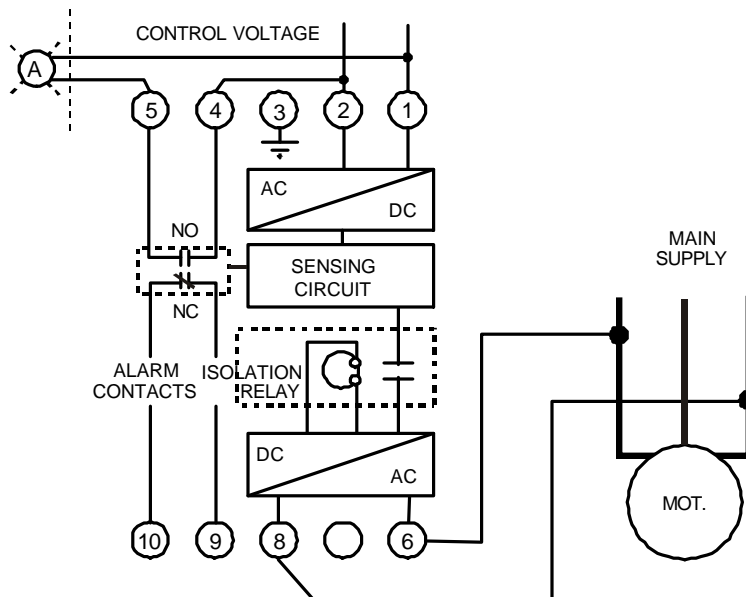 CONTROL VOLTAGE
A
5
4
3
2
1
AC
DC
NO
NC
SENSING
CIRCUIT
MAIN
SUPPLY
ALARM
CONTACTS
ISOLATION
RELAY
DC
AC
MOT.
10
9
8
6